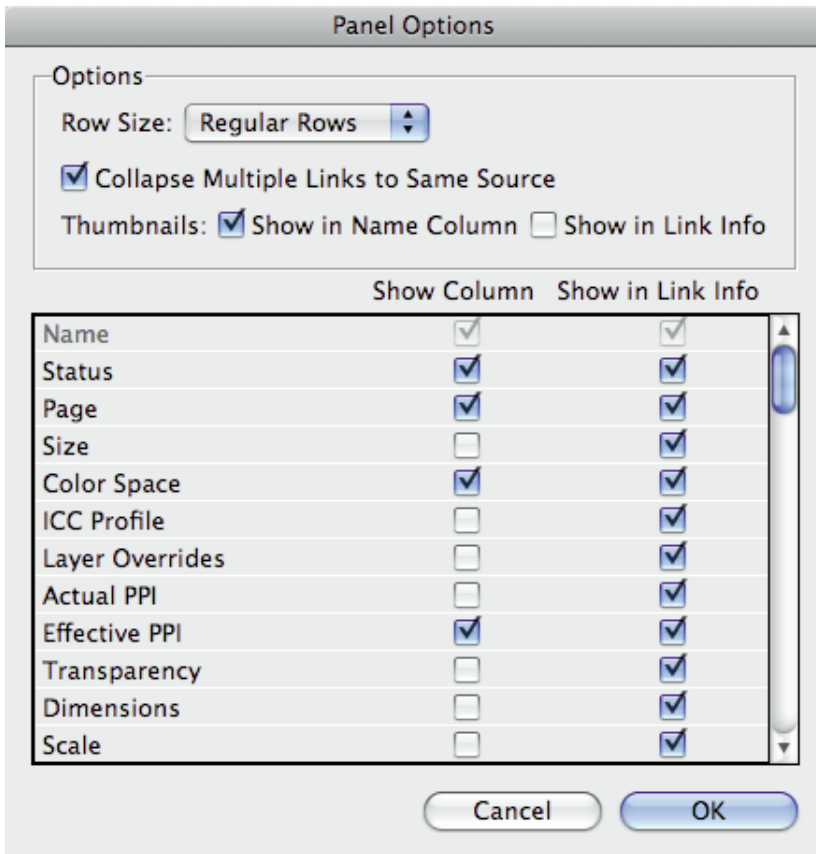 Panel Options
Options
Row Size: Regular Rows
Collapse Multiple Links to Same Source
Thumbnails: Show in Name Column Show in Link Info
Show Column Show in Link Info
Name
Status
Page
Size
Color Space
ICC Profile
Layer Overrides
Actual PPI
Effective PPI
Transparency
Dimensions
Scale
Cancel OK